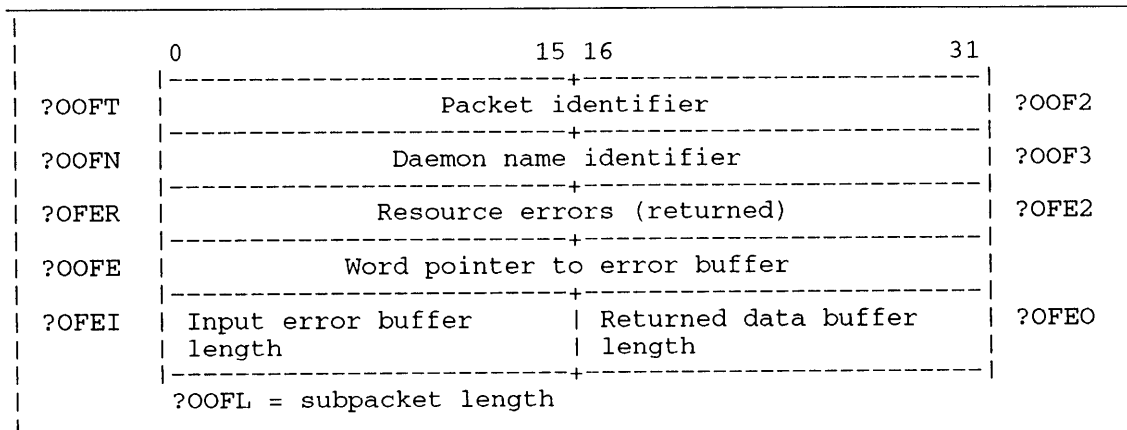 0 15 16 31
?OOFT Packet identifier ?OOF2
?OOFN Daemon name identifier ?OOF3
?OFER Resource errors (returned) ?OFE2
?OOFE Word pointer to error buffer
?OFEI Input error buffer | Returned data buffer ?OFEO
length | length
?OOFL = subpacket length